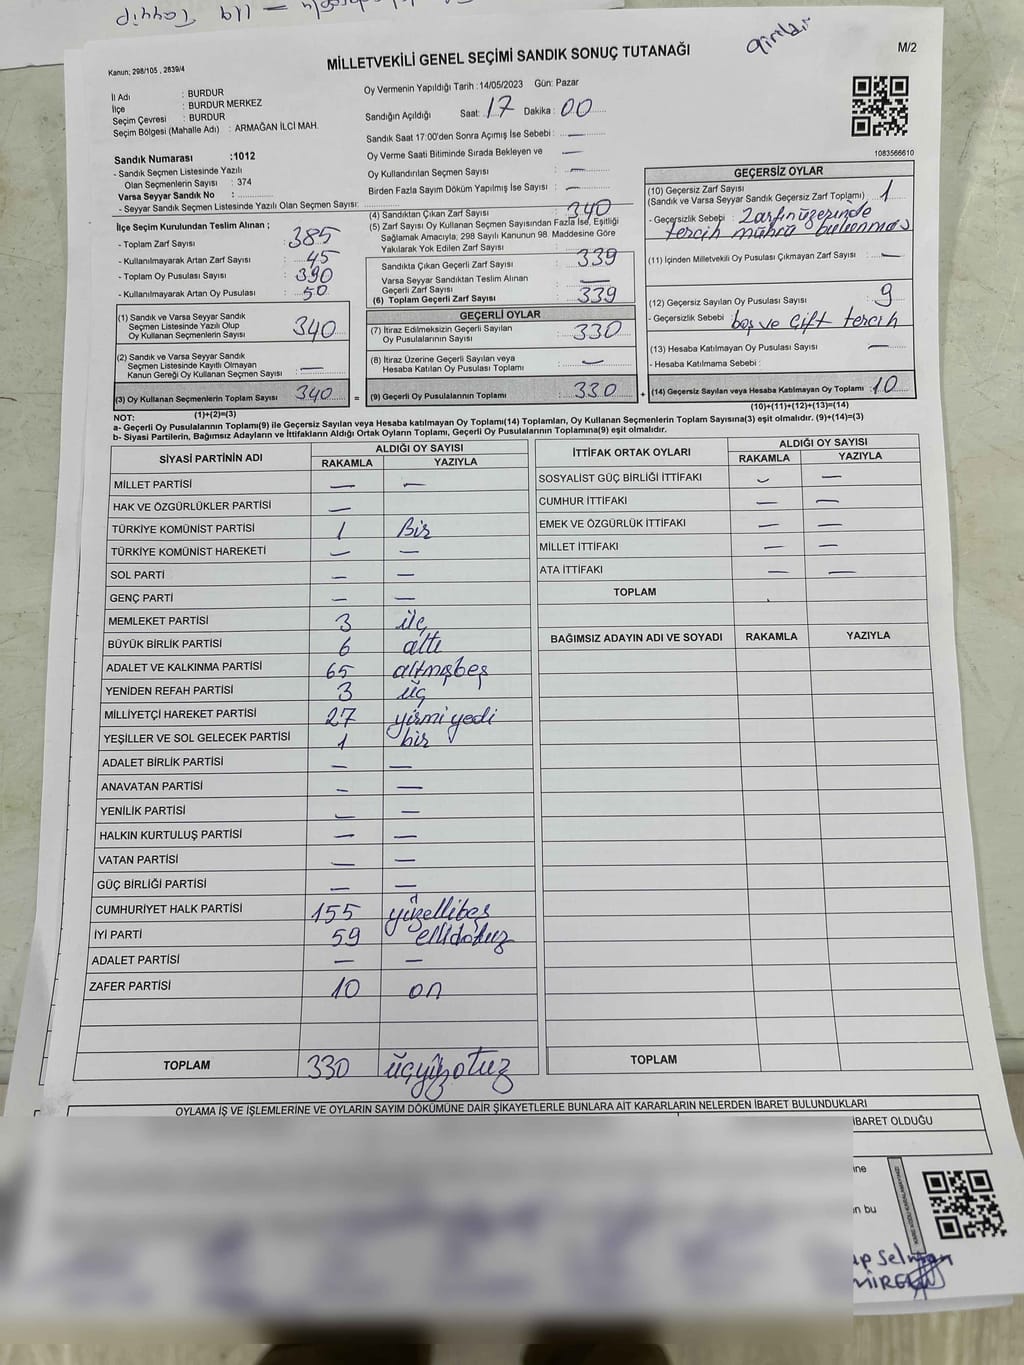 Tayyip = 119
girildi
MİLLETVEKİLİ GENEL SEÇİMİ SANDIK SONUÇ TUTANAĞI
M/2
Kanun: 298/105 , 2839/4
İl Adı : BURDUR
İlçe : BURDUR MERKEZ
Seçim Çevresi : BURDUR
Seçim Bölgesi (Mahalle Adı) : ARMAĞAN İLCİ MAH.
Sandık Numarası :1012
- Sandık Seçmen Listesinde Yazılı
Olan Seçmenlerin Sayısı : 374
Varsa Seyyar Sandık No :
- Seyyar Sandık Seçmen Listesinde Yazılı Olan Seçmen Sayısı:
Oy Vermenin Yapıldığı Tarih : 14/05/2023 Gün: Pazar
Sandığın Açıldığı Saat: 17 Dakika : 00
Sandık Saat 17:00'den Sonra Açımış İse Sebebi : —
Oy Verme Saati Bitiminde Sırada Bekleyen ve —
Oy Kullandırılan Seçmen Sayısı : —
Birden Fazla Sayım Döküm Yapılmış İse Sayısı : —
1083566610
İlçe Seçim Kurulundan Teslim Alınan ;
- Toplam Zarf Sayısı : 385
- Kullanılmayarak Artan Zarf Sayısı : 45
- Toplam Oy Pusulası Sayısı : 390
- Kullanılmayarak Artan Oy Pusulası : 50
(1) Sandık ve Varsa Seyyar Sandık
Seçmen Listesinde Yazılı Olup
Oy Kullanan Seçmenlerin Sayısı : 340
(2) Sandık ve Varsa Seyyar Sandık
Seçmen Listesinde Kayıtlı Olmayan
Kanun Gereği Oy Kullanan Seçmen Sayısı : —
(3) Oy Kullanan Seçmenlerin Toplam Sayısı 340 =
(1)+(2)=(3)
(4) Sandıktan Çıkan Zarf Sayısı : 340
(5) Zarf Sayısı Oy Kullanan Seçmen Sayısından Fazla İse, Eşitliği
Sağlamak Amacıyla; 298 Sayılı Kanunun 98. Maddesine Göre
Yakılarak Yok Edilen Zarf Sayısı :
Sandıkta Çıkan Geçerli Zarf Sayısı : 339
Varsa Seyyar Sandıktan Teslim Alınan
Geçerli Zarf Sayısı : —
(6) Toplam Geçerli Zarf Sayısı : 339
GEÇERLİ OYLAR
(7) İtiraz Edilmeksizin Geçerli Sayılan
Oy Pusulalarının Sayısı : 330
(8) İtiraz Üzerine Geçerli Sayılan veya
Hesaba Katılan Oy Pusulası Toplamı : —
(9) Geçerli Oy Pusulalarının Toplamı : 330 +
GEÇERSİZ OYLAR
(10) Geçersiz Zarf Sayısı
(Sandık ve Varsa Seyyar Sandık Geçersiz Zarf Toplamı) : 1
- Geçersizlik Sebebi : Zarfın üzerinde
tercih mührü bulunması
(11) İçinden Milletvekili Oy Pusulası Çıkmayan Zarf Sayısı : —
(12) Geçersiz Sayılan Oy Pusulası Sayısı : 9
- Geçersizlik Sebebi : boş ve çift tercih
(13) Hesaba Katılmayan Oy Pusulası Sayısı : —
- Hesaba Katılmama Sebebi :
(14) Geçersiz Sayılan veya Hesaba Katılmayan Oy Toplamı : 10
(10)+(11)+(12)+(13)=(14)
NOT:
a- Geçerli Oy Pusulalarının Toplamı(9) ile Geçersiz Sayılan veya Hesaba katılmayan Oy Toplamı(14) Toplamları, Oy Kullanan Seçmenlerin Toplam Sayısına(3) eşit olmalıdır. (9)+(14)=(3)
b- Siyasi Partilerin, Bağımsız Adayların ve İttifakların Aldığı Ortak Oyların Toplamı, Geçerli Oy Pusulalarının Toplamına(9) eşit olmalıdır.
SİYASİ PARTİNİN ADI ALDIĞI OY SAYISI
RAKAMLA YAZIYLA
MİLLET PARTİSİ — —
HAK VE ÖZGÜRLÜKLER PARTİSİ —
TÜRKİYE KOMÜNİST PARTİSİ 1 Bir
TÜRKİYE KOMÜNİST HAREKETİ — —
SOL PARTİ — —
GENÇ PARTİ — —
MEMLEKET PARTİSİ 3 üç
BÜYÜK BİRLİK PARTİSİ 6 altı
ADALET VE KALKINMA PARTİSİ 65 altmışbeş
YENİDEN REFAH PARTİSİ 3 üç
MİLLİYETÇİ HAREKET PARTİSİ 27 yirmi yedi
YEŞİLLER VE SOL GELECEK PARTİSİ 1 bir
ADALET BİRLİK PARTİSİ — —
ANAVATAN PARTİSİ — —
YENİLİK PARTİSİ — —
HALKIN KURTULUŞ PARTİSİ — —
VATAN PARTİSİ — —
GÜÇ BİRLİĞİ PARTİSİ — —
CUMHURİYET HALK PARTİSİ 155 yüzellibeş
İYİ PARTİ 59 ellidokuz
ADALET PARTİSİ — —
ZAFER PARTİSİ 10 on
TOPLAM 330 üçyüzotuz
İTTİFAK ORTAK OYLARI ALDIĞI OY SAYISI
RAKAMLA YAZIYLA
SOSYALİST GÜÇ BİRLİĞİ İTTİFAKI — —
CUMHUR İTTİFAKI — —
EMEK VE ÖZGÜRLÜK İTTİFAKI — —
MİLLET İTTİFAKI — —
ATA İTTİFAKI — —
TOPLAM
BAĞIMSIZ ADAYIN ADI VE SOYADI RAKAMLA YAZIYLA
TOPLAM
OYLAMA İŞ VE İŞLEMLERİNE VE OYLARIN SAYIM DÖKÜMÜNE DAİR ŞİKAYETLERLE BUNLARA AİT KARARLARIN NELERDEN İBARET BULUNDUKLARI
İBARET OLDUĞU
ine
n bu
up Selman
MİREL